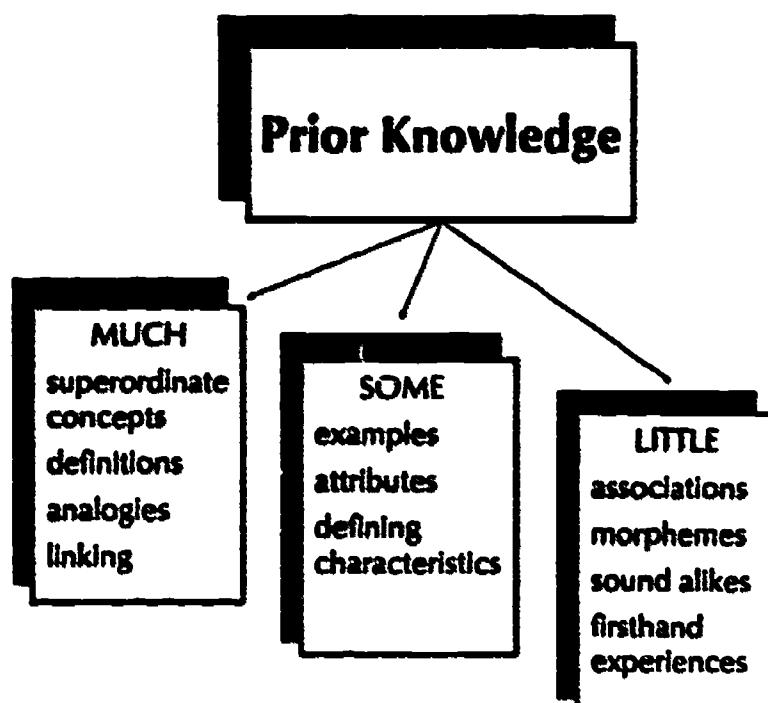 Prior Knowledge
MUCH
superordinate
concepts
definitions
analogies
linking
SOME
examples
attributes
defining
characteristics
LITTLE
associations
morphemes
sound alikes
firsthand
experiences